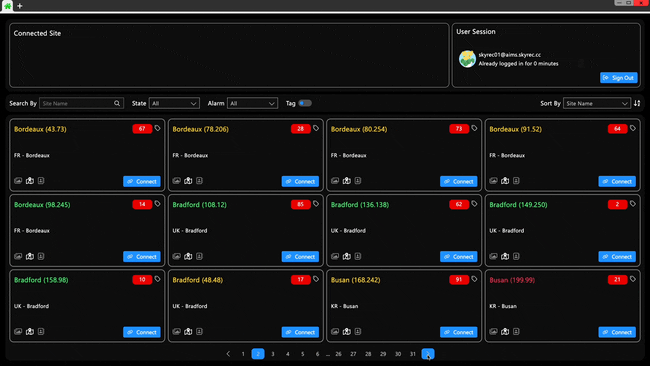 Connected Site
User Session
skyrec01@aims.skyrec.cc
Already logged in for 0 minutes
Sign Out
Search By Site Name State All Alarm All Tag Sort By Site Name
Bordeaux (43.73) 67 Bordeaux (78.206) 28 Bordeaux (80.254) 73 Bordeaux (91.52) 64
FR - Bordeaux FR - Bordeaux FR - Bordeaux FR - Bordeaux
Connect Connect Connect Connect
Bordeaux (98.245) 14 Bradford (108.12) 85 Bradford (136.138) 62 Bradford (149.250) 2
FR - Bordeaux UK - Bradford UK - Bradford UK - Bradford
Connect Connect Connect Connect
Bradford (158.98) 10 Bradford (48.48) 17 Busan (168.242) 91 Busan (199.99) 21
UK - Bradford UK - Bradford KR - Busan KR - Busan
Connect Connect Connect Connect
1 2 3 4 5 6 ... 26 27 28 29 30 31